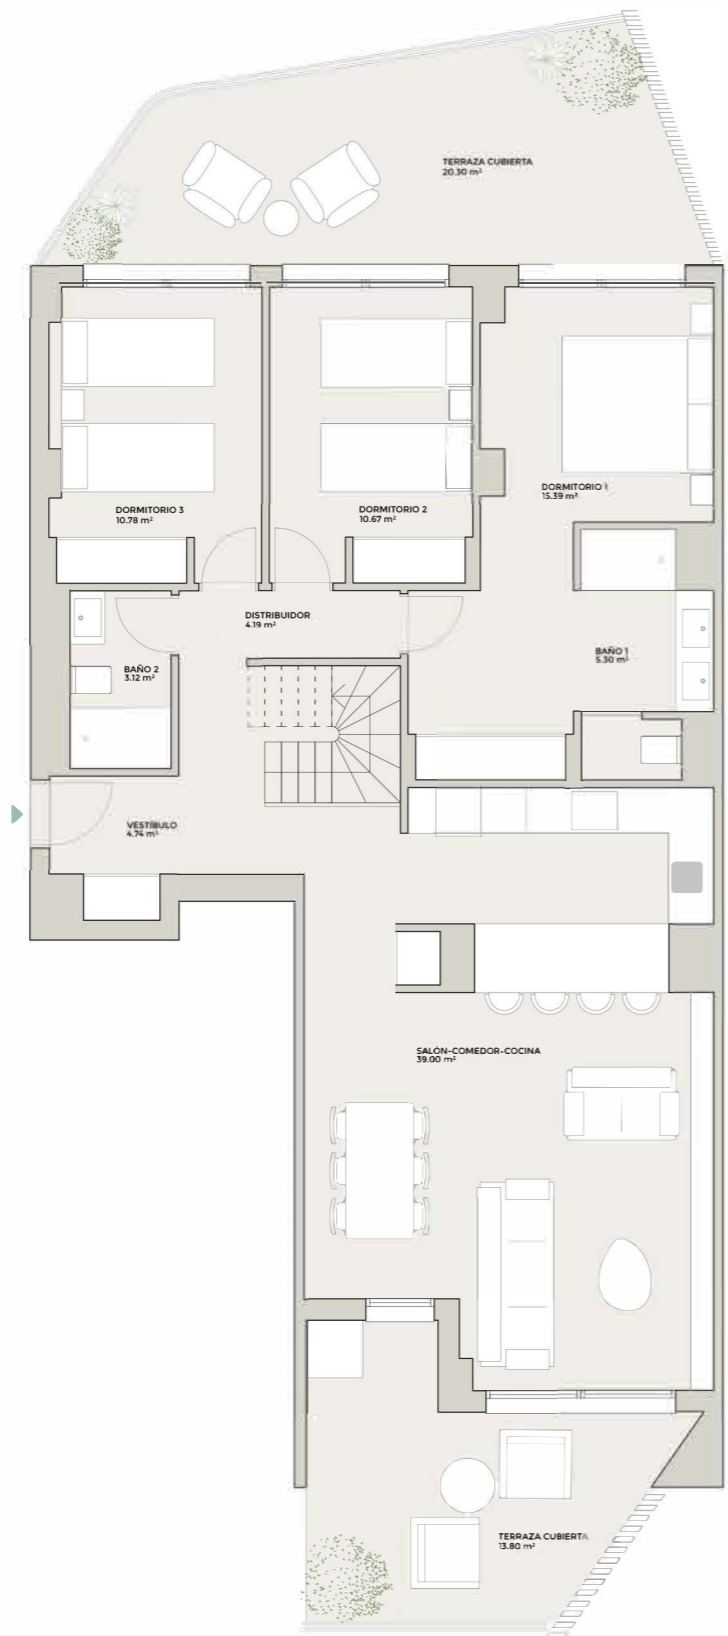 TERRAZA CUBIERTA
20.30 m²
DORMITORIO 1
15.39 m²
DORMITORIO 3
10.78 m²
DORMITORIO 2
10.67 m²
DISTRIBUIDOR
4.19 m²
BAÑO 1
5.30 m²
BAÑO 2
3.12 m²
VESTÍBULO
4.74 m²
SALÓN-COMEDOR-COCINA
39.00 m²
TERRAZA CUBIERTA
13.80 m²